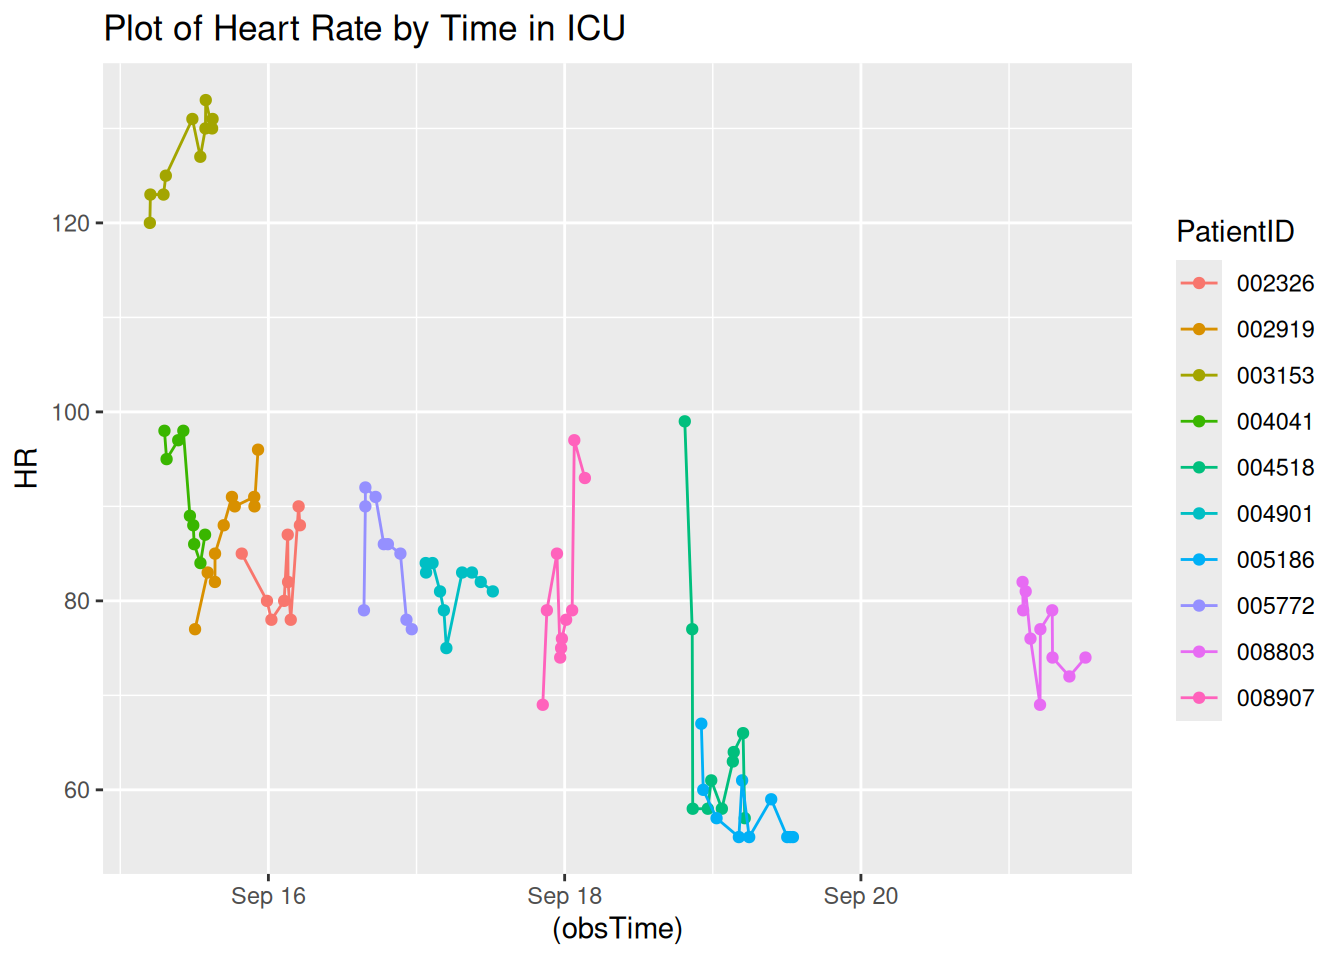 Plot of Heart Rate by Time in ICU
HR
120
100
80
60
Sep 16
Sep 18
Sep 20
(obsTime)
PatientID
002326
002919
003153
004041
004518
004901
005186
005772
008803
008907